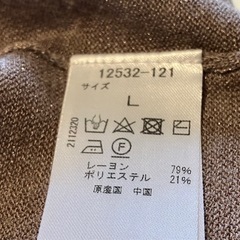 12532-121
サイズ
L
2112320
レーヨン 79%
ポリエステル 21%
原産国 中国